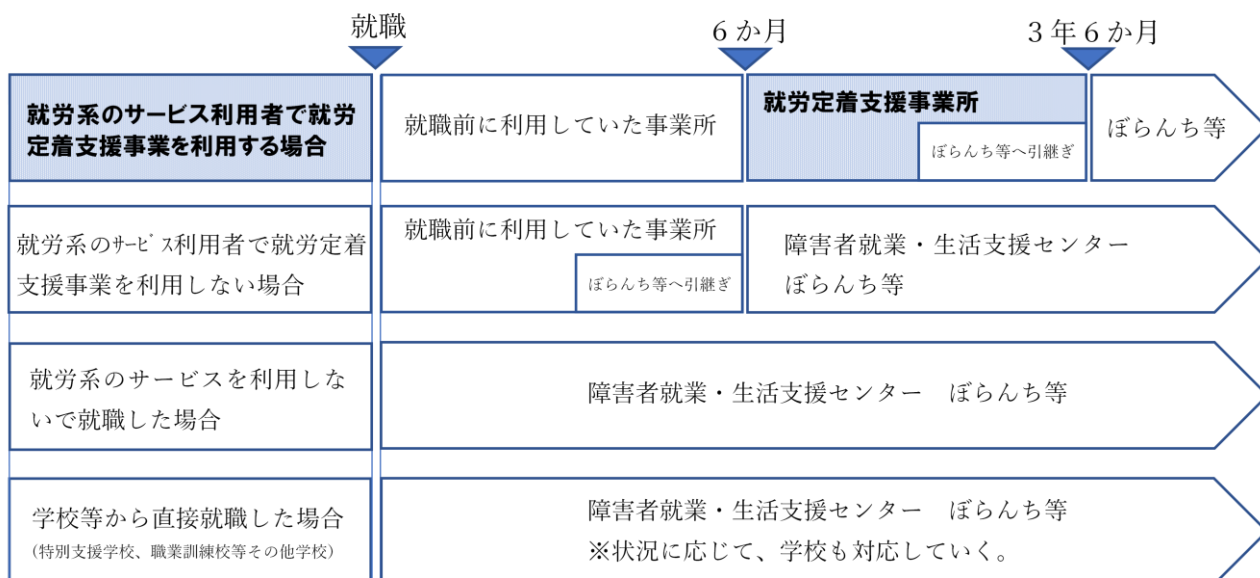 就職
6か月
3年6か月
就労系のサービス利用者で就労
定着支援事業を利用する場合
就職前に利用していた事業所
就労定着支援事業所
ぼらんち等へ引継ぎ
ぼらんち等
就労系のｻｰﾋﾞｽ利用者で就労定着
支援事業を利用しない場合
就職前に利用していた事業所
ぼらんち等へ引継ぎ
障害者就業・生活支援センター
ぼらんち等
就労系のサービスを利用しな
いで就職した場合
障害者就業・生活支援センター　ぼらんち等
学校等から直接就職した場合
(特別支援学校、職業訓練校等その他学校)
障害者就業・生活支援センター　ぼらんち等
※状況に応じて、学校も対応していく。